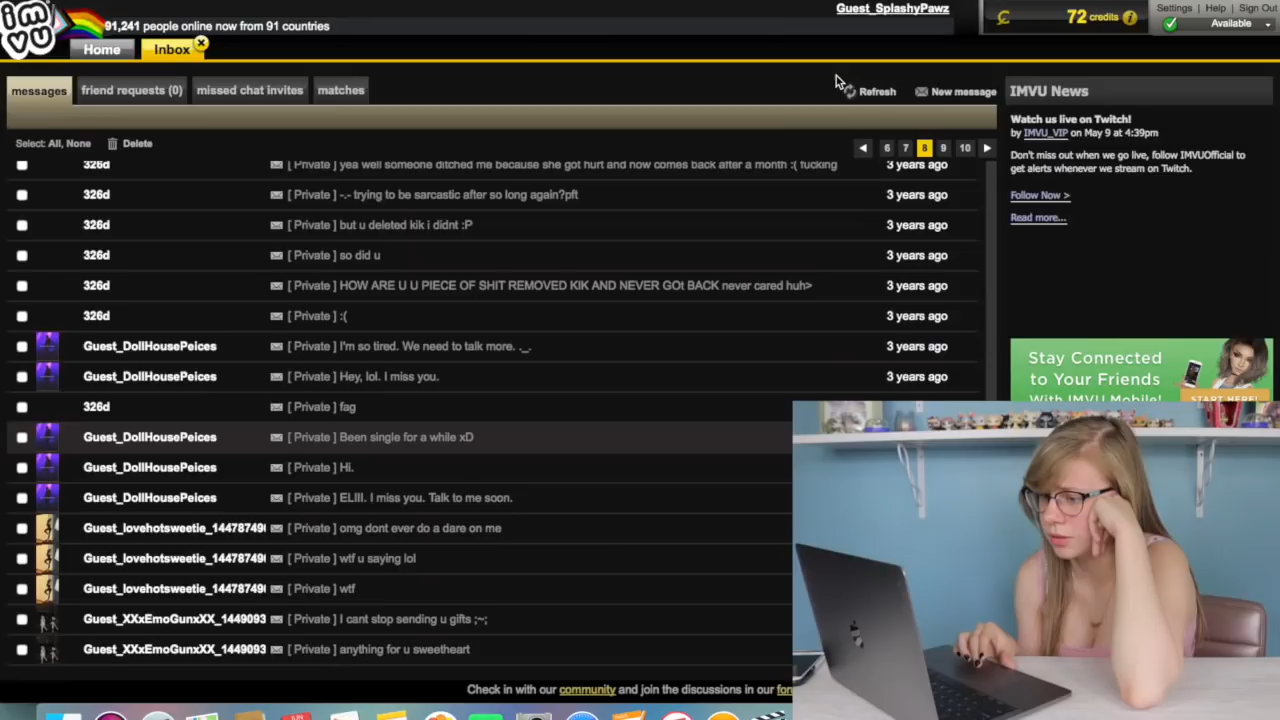 imvu
91,241 people online now from 91 countries
Guest_SplashyPawz
72 credits
Settings | Help | Sign Out
Available
Home
Inbox
messages
friend requests (0)
missed chat invites
matches
Refresh
New message
Select: All, None
Delete
6 7 8 9 10
326d [ Private ] yea well someone ditched me because she got hurt and now comes back after a month :( fucking 3 years ago
326d [ Private ] -.- trying to be sarcastic after so long again?pft 3 years ago
326d [ Private ] but u deleted kik i didnt :P 3 years ago
326d [ Private ] so did u 3 years ago
326d [ Private ] HOW ARE U U PIECE OF SHIT REMOVED KIK AND NEVER GOt BACK never cared huh> 3 years ago
326d [ Private ] :( 3 years ago
Guest_DollHousePeices [ Private ] I'm so tired. We need to talk more. ._. 3 years ago
Guest_DollHousePeices [ Private ] Hey, lol. I miss you. 3 years ago
326d [ Private ] fag
Guest_DollHousePeices [ Private ] Been single for a while xD
Guest_DollHousePeices [ Private ] Hi.
Guest_DollHousePeices [ Private ] ELIII. I miss you. Talk to me soon.
Guest_lovehotsweetie_14478749 [ Private ] omg dont ever do a dare on me
Guest_lovehotsweetie_14478749 [ Private ] wtf u saying lol
Guest_lovehotsweetie_14478749 [ Private ] wtf
Guest_XXxEmoGunxXX_1449093 [ Private ] I cant stop sending u gifts ;~;
Guest_XXxEmoGunxXX_1449093 [ Private ] anything for u sweetheart
IMVU News
Watch us live on Twitch!
by IMVU_VIP on May 9 at 4:39pm
Don't miss out when we go live, follow IMVUOfficial to
get alerts whenever we stream on Twitch.
Follow Now >
Read more...
Stay Connected
to Your Friends
With IMVU Mobile!
START HERE!
Check in with our community and join the discussions in our